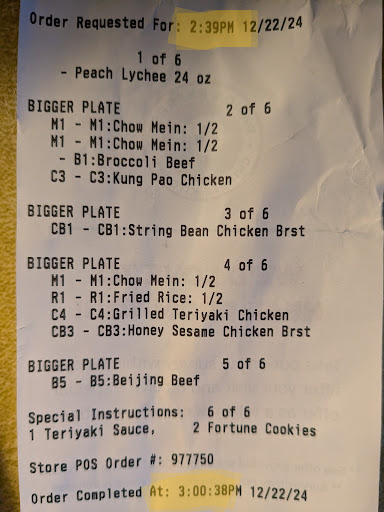 Order Requested For: 2:39PM 12/22/24
1 of 6
- Peach Lychee 24 oz
BIGGER PLATE 2 of 6
M1 - M1:Chow Mein: 1/2
M1 - M1:Chow Mein: 1/2
- B1:Broccoli Beef
C3 - C3:Kung Pao Chicken
BIGGER PLATE 3 of 6
CB1 - CB1:String Bean Chicken Brst
BIGGER PLATE 4 of 6
M1 - M1:Chow Mein: 1/2
R1 - R1:Fried Rice: 1/2
C4 - C4:Grilled Teriyaki Chicken
CB3 - CB3:Honey Sesame Chicken Brst
BIGGER PLATE 5 of 6
B5 - B5:Beijing Beef
Special Instructions: 6 of 6
1 Teriyaki Sauce, 2 Fortune Cookies
Store POS Order #: 977750
Order Completed At: 3:00:38PM 12/22/24